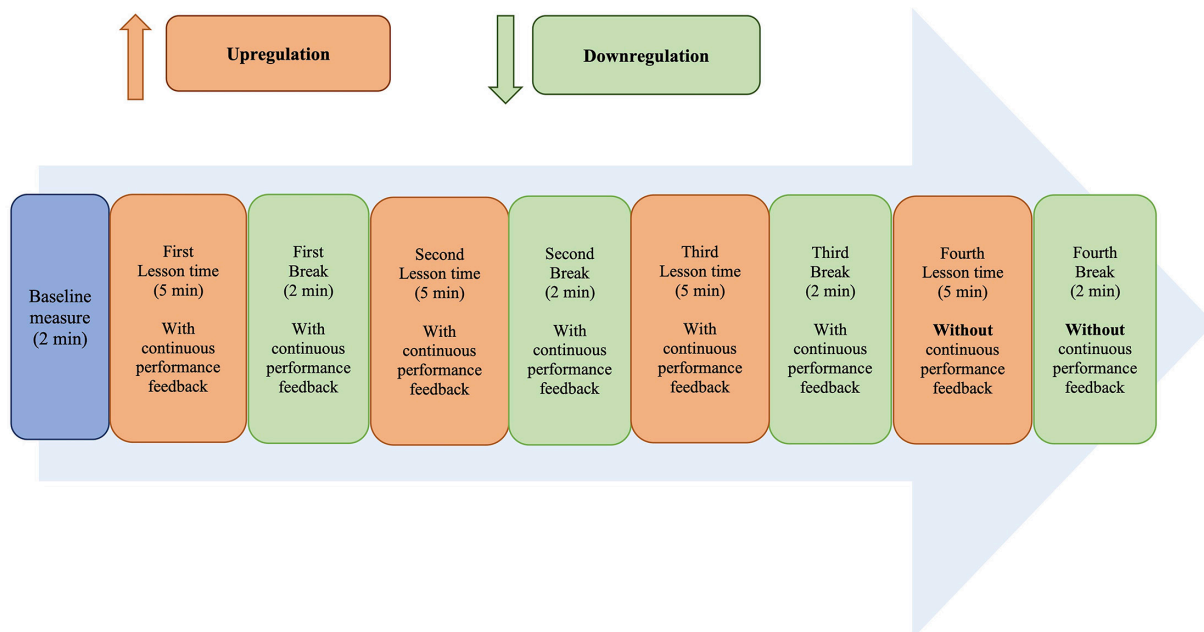 Upregulation
Downregulation
Baseline
measure
(2 min)
First
Lesson time
(5 min)
With
continuous
performance
feedback
First
Break
(2 min)
With
continuous
performance
feedback
Second
Lesson time
(5 min)
With
continuous
performance
feedback
Second
Break
(2 min)
With
continuous
performance
feedback
Third
Lesson time
(5 min)
With
continuous
performance
feedback
Third
Break
(2 min)
With
continuous
performance
feedback
Fourth
Lesson time
(5 min)
Without
continuous
performance
feedback
Fourth
Break
(2 min)
Without
continuous
performance
feedback